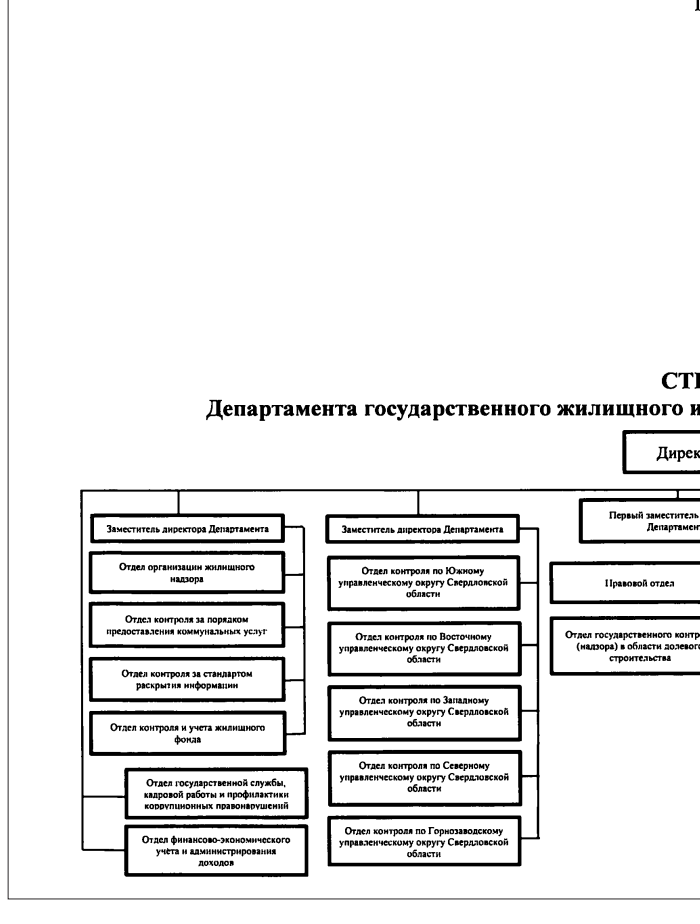 СТ
Департамента государственного жилищного и
Дирек
Заместитель директора Департамента
Отдел организации жилищного
надзора
Отдел контроля за порядком
предоставления коммунальных услуг
Отдел контроля за стандартом
раскрытия информации
Отдел контроля и учета жилищного
фонда
Отдел государственной службы,
кадровой работы и профилактики
коррупционных правонарушений
Отдел финансово-экономического
учёта и администрирования
доходов
Заместитель директора Департамента
Отдел контроля по Южному
управленческому округу Свердловской
области
Отдел контроля по Восточному
управленческому округу Свердловской
области
Отдел контроля по Западному
управленческому округу Свердловской
области
Отдел контроля по Северному
управленческому округу Свердловской
области
Отдел контроля по Горнозаводскому
управленческому округу Свердловской
области
Первый заместитель
Департамент
Правовой отдел
Отдел государственного контро
(надзора) в области долевого
строительства